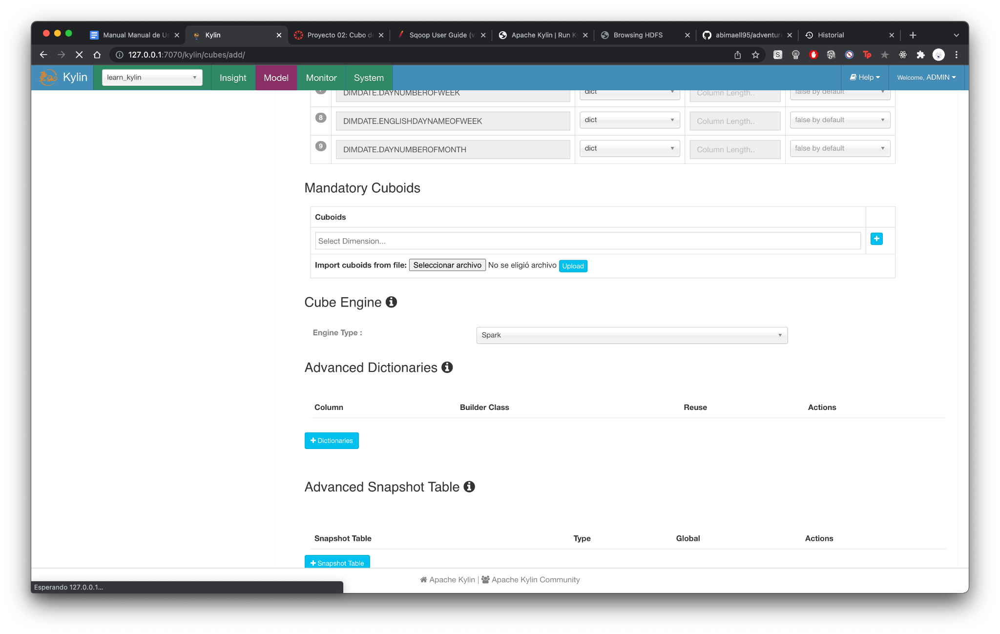 Manual Manual de Us
Kylin
Proyecto 02: Cubo de
Sqoop User Guide (v
Apache Kylin | Run Ky
Browsing HDFS
abimaell95/adventure
Historial
127.0.0.1:7070/kylin/cubes/add/
Kylin
learn_kylin
Insight
Model
Monitor
System
Help
Welcome, ADMIN
7 DIMDATE.DAYNUMBEROFWEEK dict Column Length.. false by default
8 DIMDATE.ENGLISHDAYNAMEOFWEEK dict Column Length.. false by default
9 DIMDATE.DAYNUMBEROFMONTH dict Column Length.. false by default
Mandatory Cuboids
Cuboids
Select Dimension...
Import cuboids from file: Seleccionar archivo No se eligió archivo Upload
Cube Engine
Engine Type : Spark
Advanced Dictionaries
Column Builder Class Reuse Actions
Dictionaries
Advanced Snapshot Table
Snapshot Table Type Global Actions
Snapshot Table
Apache Kylin | Apache Kylin Community
Esperando 127.0.0.1...